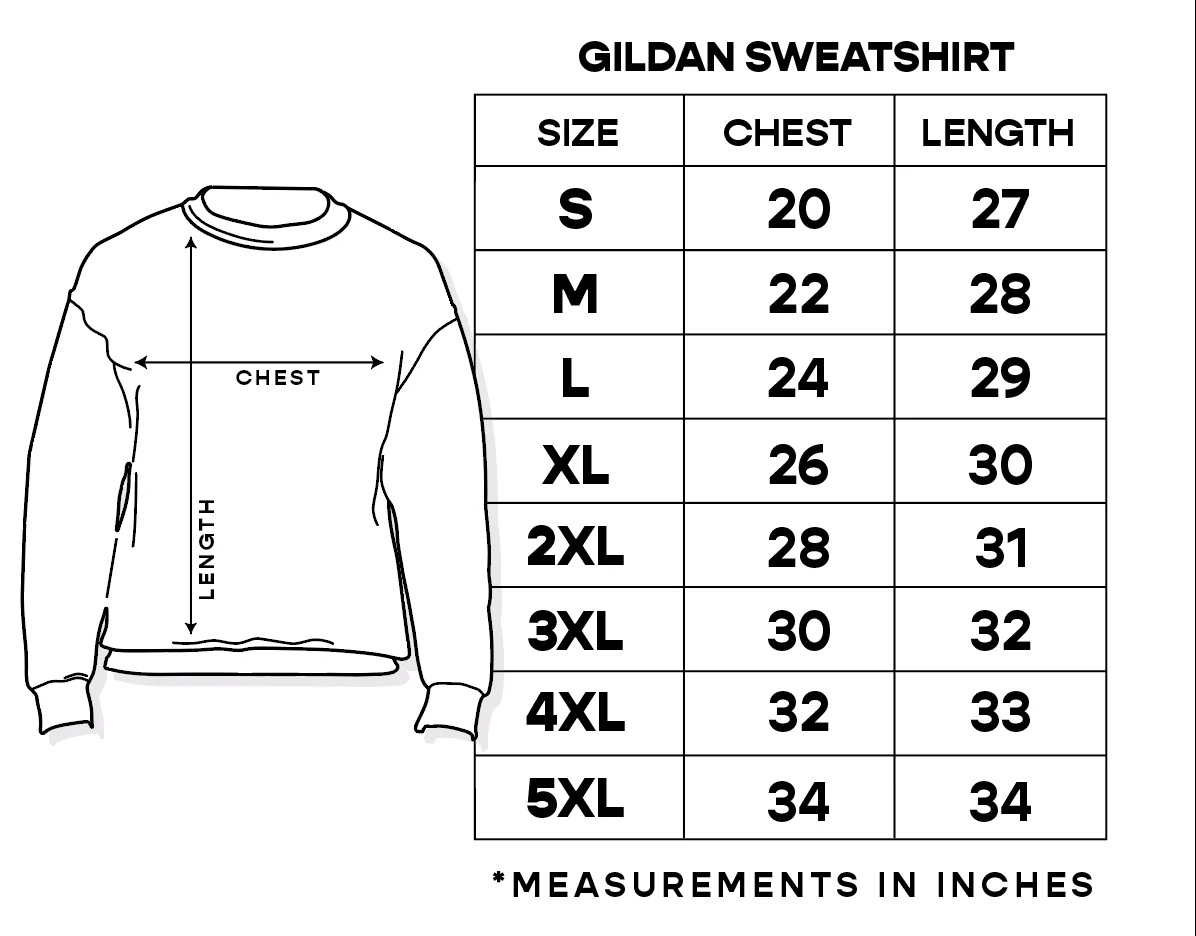 GILDAN SWEATSHIRT
SIZE CHEST LENGTH
S 20 27
M 22 28
L 24 29
XL 26 30
2XL 28 31
3XL 30 32
4XL 32 33
5XL 34 34
*MEASUREMENTS IN INCHES
CHEST
LENGTH